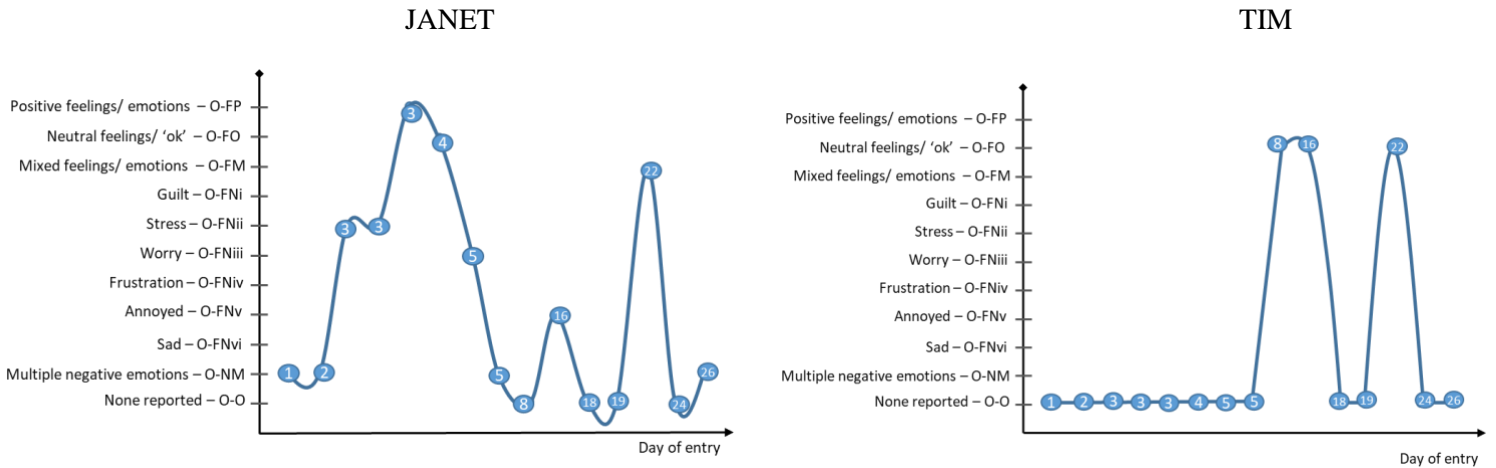 JANET
Positive feelings/ emotions – O-FP
Neutral feelings/ ‘ok’ – O-FO
Mixed feelings/ emotions – O-FM
Guilt – O-FNi
Stress – O-FNii
Worry – O-FNiii
Frustration – O-FNiv
Annoyed – O-FNv
Sad – O-FNvi
Multiple negative emotions – O-NM
None reported – O-O
1
2
3
3
3
4
5
5
8
16
18
19
22
24
26
Day of entry
TIM
Positive feelings/ emotions – O-FP
Neutral feelings/ ‘ok’ – O-FO
Mixed feelings/ emotions – O-FM
Guilt – O-FNi
Stress – O-FNii
Worry – O-FNiii
Frustration – O-FNiv
Annoyed – O-FNv
Sad – O-FNvi
Multiple negative emotions – O-NM
None reported – O-O
1
2
3
3
3
4
5
5
8
16
18
19
22
24
26
Day of entry